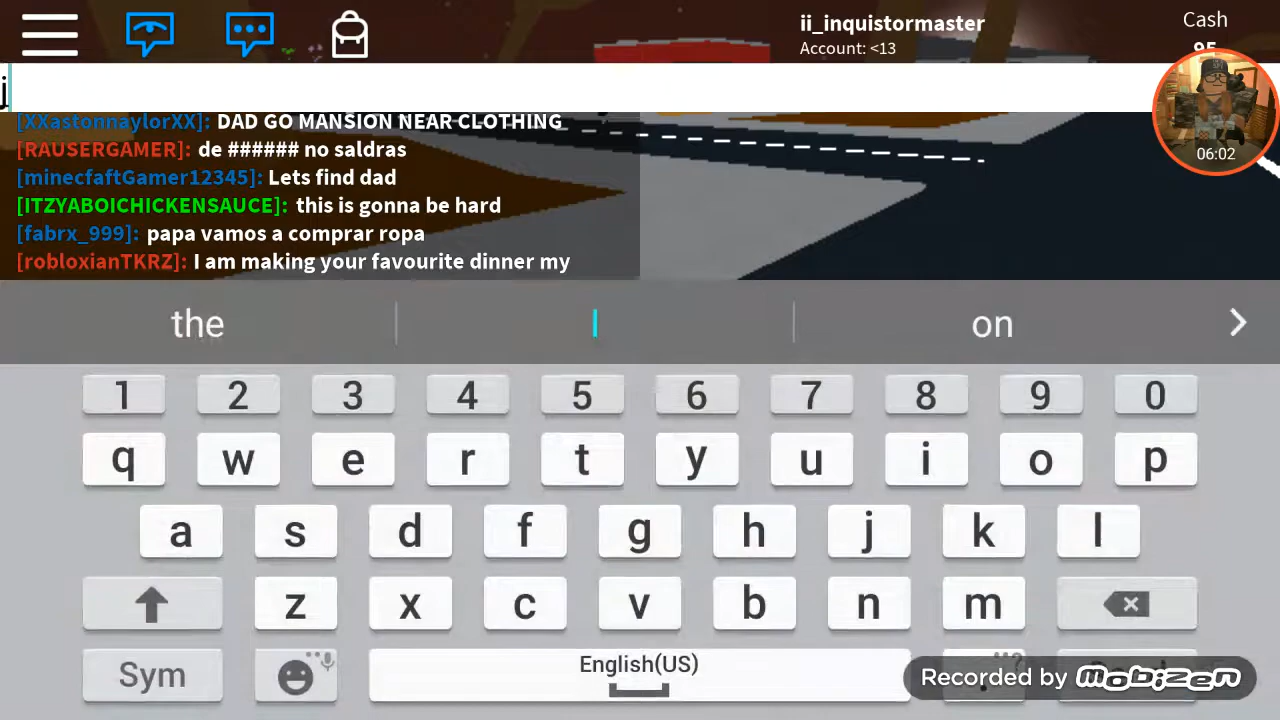 ii_inquistormaster
Account: <13
Cash
95
06:02
j
[XXastonnaylorXX]: DAD GO MANSION NEAR CLOTHING
[RAUSERGAMER]: de ###### no saldras
[minecfaftGamer12345]: Lets find dad
[ITZYABOICHICKENSAUCE]: this is gonna be hard
[fabrx_999]: papa vamos a comprar ropa
[robloxianTKRZ]: I am making your favourite dinner my
the I on
1 2 3 4 5 6 7 8 9 0
q w e r t y u i o p
a s d f g h j k l
z x c v b n m
Sym English(US)
Recorded by mobizen